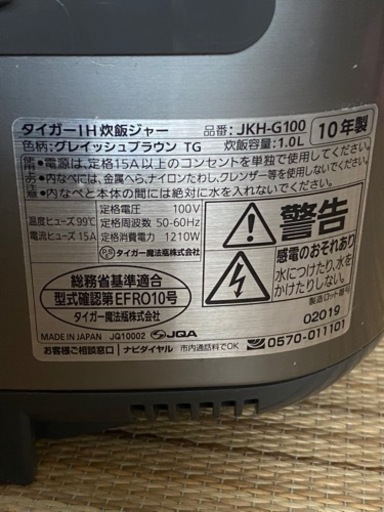 タイガーIH炊飯ジャー 品番:JKH-G100 10年製
色柄:グレイッシュブラウン TG 炊飯容量:1.0L
■電源は、定格15A以上のコンセントを単独で使用して。
■内なべには、金属へら、ナイロンたわし、クレンザー等を使用しないでください。
■内なべと本体の間には絶対に水を入れないでください。
定格電圧 100V
温度ヒューズ 99℃ 定格周波数 50-60Hz
電流ヒューズ 15A 定格消費電力 1210W
PSE タイガー魔法瓶株式会社
総務省基準適合
型式確認第EFRO10号
タイガー魔法瓶株式会社
警告
感電のおそれあり
水につけたり、水を
かけたりしない。
製造ロット番号
02019
MADE IN JAPAN JQ10002 JQA
お客様ご相談窓口 ナビダイヤル 市内通話料でOK 0570-011101